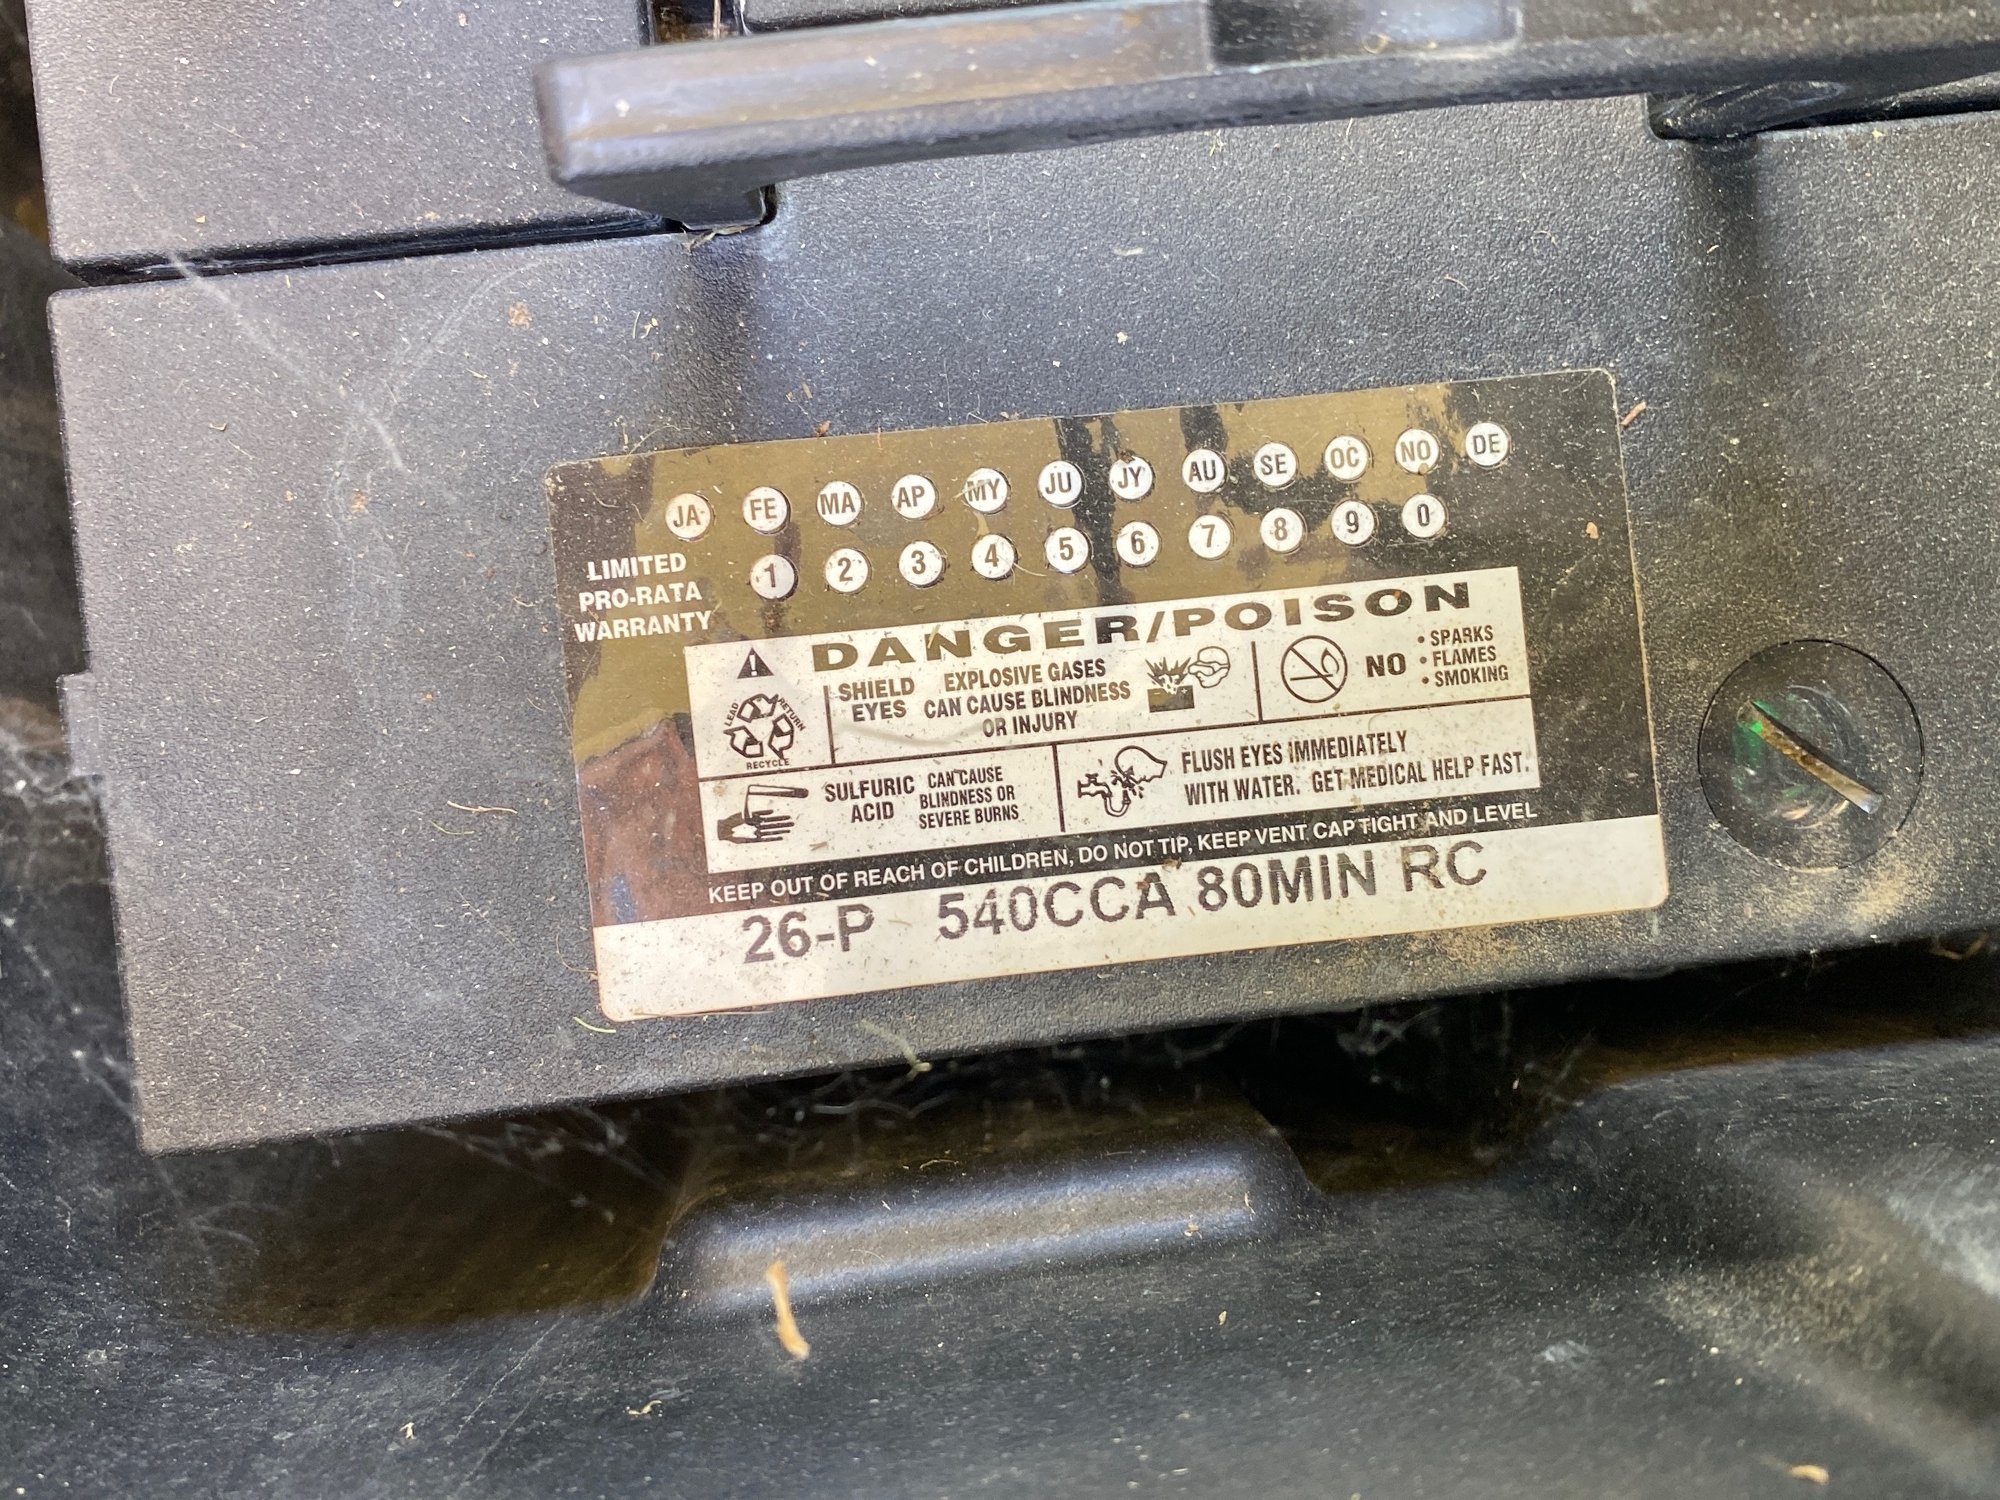 JA FE MA AP MY JU JY AU SE OC NO DE
1 2 3 4 5 6 7 8 9 0
LIMITED
PRO-RATA
WARRANTY
DANGER/POISON
LEAD RETURN
RECYCLE
SHIELD
EYES
EXPLOSIVE GASES
CAN CAUSE BLINDNESS
OR INJURY
NO
• SPARKS
• FLAMES
• SMOKING
SULFURIC
ACID
CAN CAUSE
BLINDNESS OR
SEVERE BURNS
FLUSH EYES IMMEDIATELY
WITH WATER. GET MEDICAL HELP FAST.
KEEP OUT OF REACH OF CHILDREN, DO NOT TIP, KEEP VENT CAP TIGHT AND LEVEL
26-P 540CCA 80MIN RC